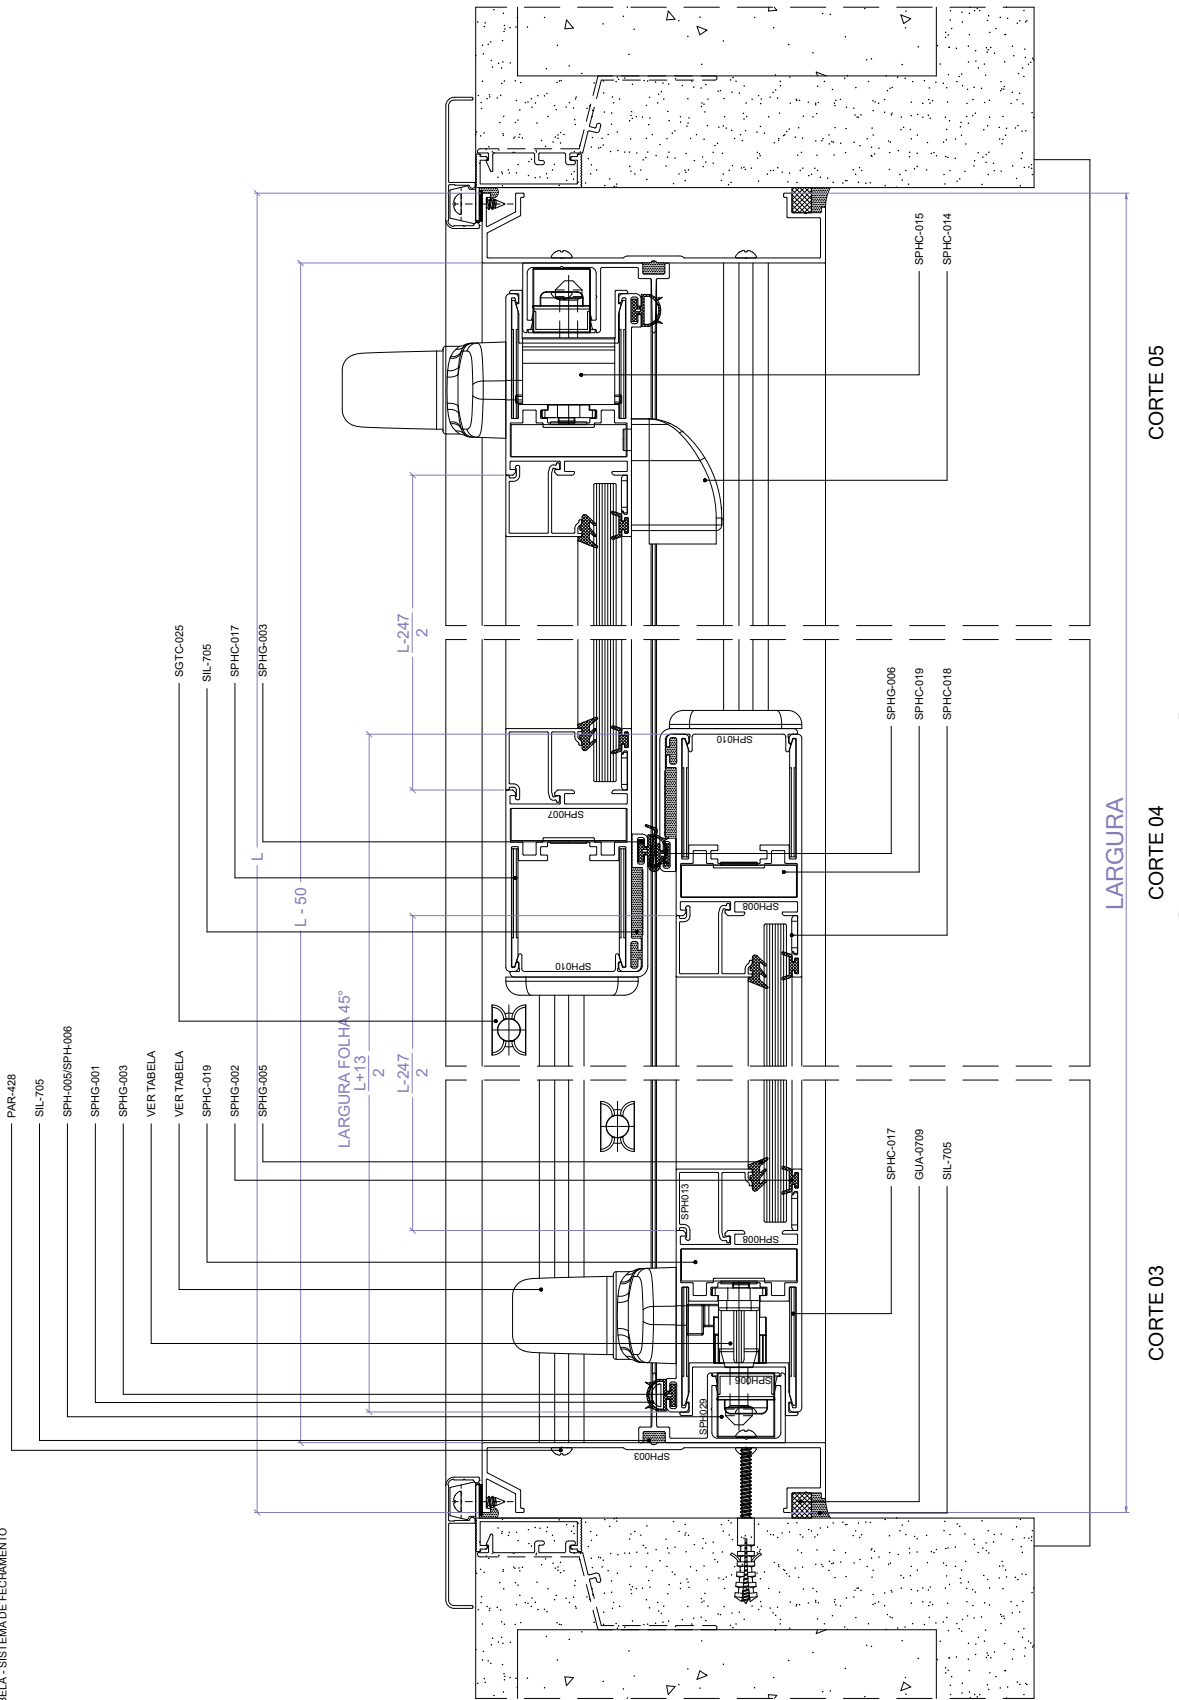 PAR-428
SIL-705
SPH-005/SPH-006
SPHG-001
SPHG-003
VER TABELA
VER TABELA
SPHC-019
SPHG-002
SPHG-005
SGTC-025
SIL-705
SPHC-017
SPHG-003
L
L - 50
LARGURA FOLHA 45°
L+13
2
L-247
2
L-247
2
SPH003
SPH029
SPH006
SPH008
SPH013
SPH010
SPH007
SPH008
SPH010
SPHC-017
GUA-0709
SIL-705
SPHG-006
SPHC-019
SPHC-018
SPHC-015
SPHC-014
LARGURA
CORTE 03
CORTE 04
CORTE 05
- SISTEMA DE FECHAMENTO